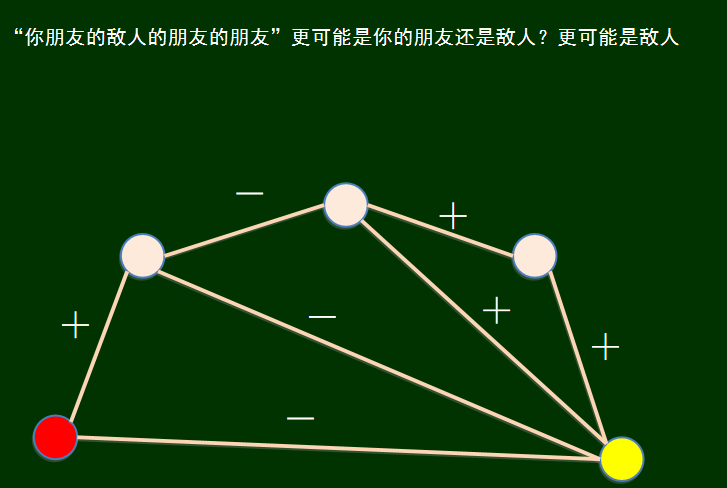 “你朋友的敌人的朋友的朋友”更可能是你的朋友还是敌人？更可能是敌人
— +
+ — + +
—